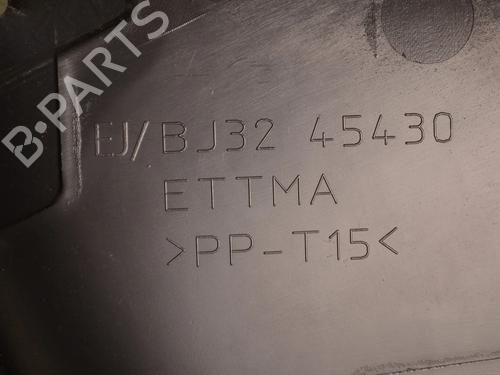 B-PARTS
EJ/BJ32 45430
ETTMA
>PP-T15<